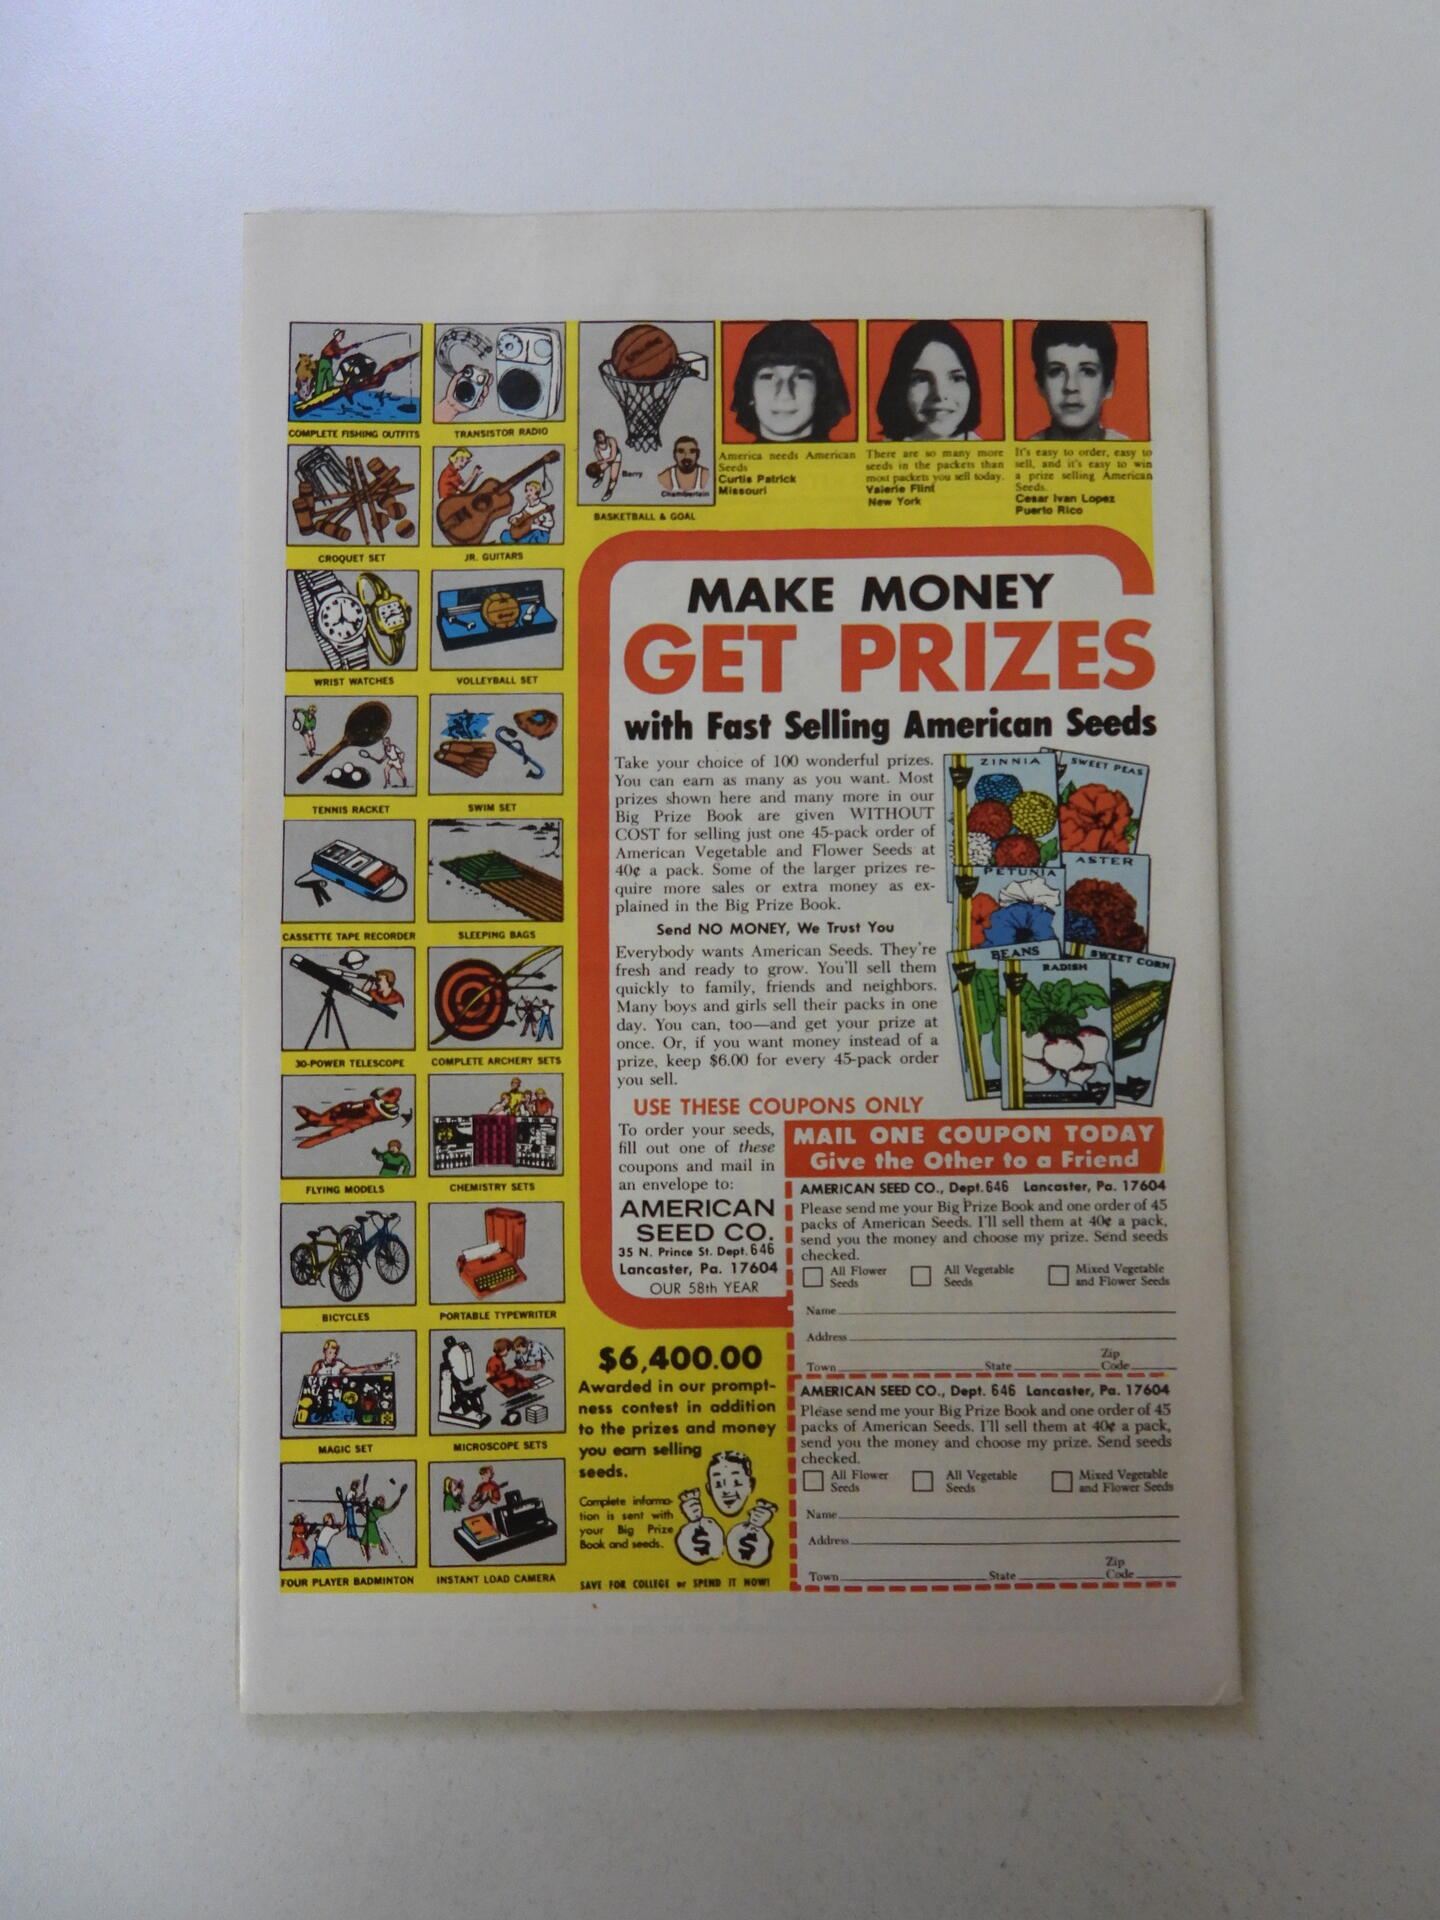 COMPLETE FISHING OUTFITS
TRANSISTOR RADIO
CROQUET SET
JR. GUITARS
WRIST WATCHES
VOLLEYBALL SET
TENNIS RACKET
SWIM SET
CASSETTE TAPE RECORDER
SLEEPING BAGS
30-POWER TELESCOPE
COMPLETE ARCHERY SETS
FLYING MODELS
CHEMISTRY SETS
BICYCLES
PORTABLE TYPEWRITER
MAGIC SET
MICROSCOPE SETS
FOUR PLAYER BADMINTON
INSTANT LOAD CAMERA
Barry
Chamberlain
BASKETBALL & GOAL
America needs American
Seeds
Curtis Patrick
Missouri
There are so many more
seeds in the packets than
most packets you sell today.
Valerie Flint
New York
It's easy to order, easy to
sell, and it's easy to win
a prize selling American
Seeds.
Cesar Ivan Lopez
Puerto Rico
MAKE MONEY
GET PRIZES
with Fast Selling American Seeds
Take your choice of 100 wonderful prizes.
You can earn as many as you want. Most
prizes shown here and many more in our
Big Prize Book are given WITHOUT
COST for selling just one 45-pack order of
American Vegetable and Flower Seeds at
40¢ a pack. Some of the larger prizes re-
quire more sales or extra money as ex-
plained in the Big Prize Book.
Send NO MONEY, We Trust You
Everybody wants American Seeds. They're
fresh and ready to grow. You'll sell them
quickly to family, friends and neighbors.
Many boys and girls sell their packs in one
day. You can, too—and get your prize at
once. Or, if you want money instead of a
prize, keep $6.00 for every 45-pack order
you sell.
ZINNIA
SWEET PEAS
ASTER
PETUNIA
BEANS
RADISH
SWEET CORN
USE THESE COUPONS ONLY
To order your seeds,
fill out one of these
coupons and mail in
an envelope to:
AMERICAN
SEED CO.
35 N. Prince St. Dept. 646
Lancaster, Pa. 17604
OUR 58th YEAR
MAIL ONE COUPON TODAY
Give the Other to a Friend
AMERICAN SEED CO., Dept. 646 Lancaster, Pa. 17604
Please send me your Big Prize Book and one order of 45
packs of American Seeds. I'll sell them at 40¢ a pack,
send you the money and choose my prize. Send seeds
checked.
All Flower
Seeds
All Vegetable
Seeds
Mixed Vegetable
and Flower Seeds
Name
Address
Town State Zip Code
AMERICAN SEED CO., Dept. 646 Lancaster, Pa. 17604
Please send me your Big Prize Book and one order of 45
packs of American Seeds. I'll sell them at 40¢ a pack,
send you the money and choose my prize. Send seeds
checked.
All Flower
Seeds
All Vegetable
Seeds
Mixed Vegetable
and Flower Seeds
Name
Address
Town State Zip Code
$6,400.00
Awarded in our prompt-
ness contest in addition
to the prizes and money
you earn selling
seeds.
Complete informa-
tion is sent with
your Big Prize
Book and seeds.
$ $
SAVE FOR COLLEGE or SPEND IT NOW!